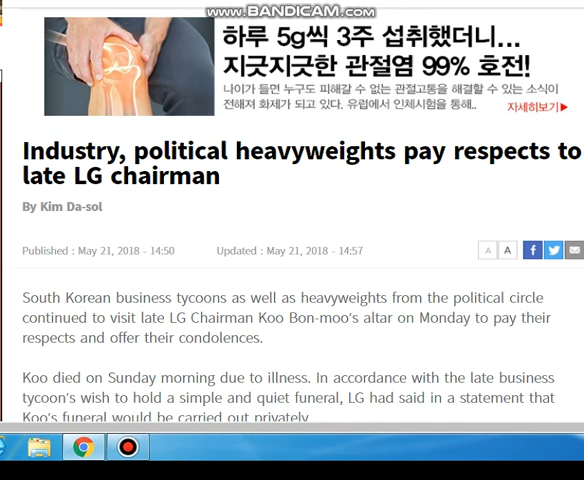 www.BANDICAM.com
하루 5g씩 3주 섭취했더니...
지긋지긋한 관절염 99% 호전!
나이가 들면 누구도 피해갈 수 없는 관절고통을 해결할 수 있는 소식이
전해져 화제가 되고 있다. 유럽에서 인체시험을 통해..
자세히보기▶
Industry, political heavyweights pay respects to
late LG chairman
By Kim Da-sol
Published : May 21, 2018 - 14:50
Updated : May 21, 2018 - 14:57
A A f
South Korean business tycoons as well as heavyweights from the political circle
continued to visit late LG Chairman Koo Bon-moo's altar on Monday to pay their
respects and offer their condolences.
Koo died on Sunday morning due to illness. In accordance with the late business
tycoon's wish to hold a simple and quiet funeral, LG had said in a statement that
Koo's funeral would be carried out privately